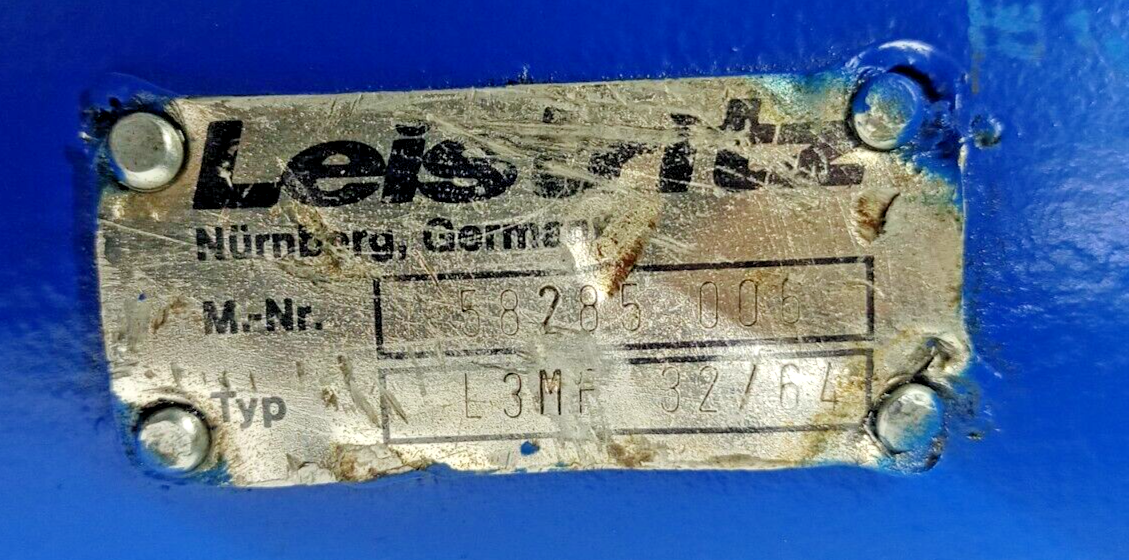 Leistritz
Nürnberg, Germany
M.-Nr. 58285 006
Typ L3MF 32/64